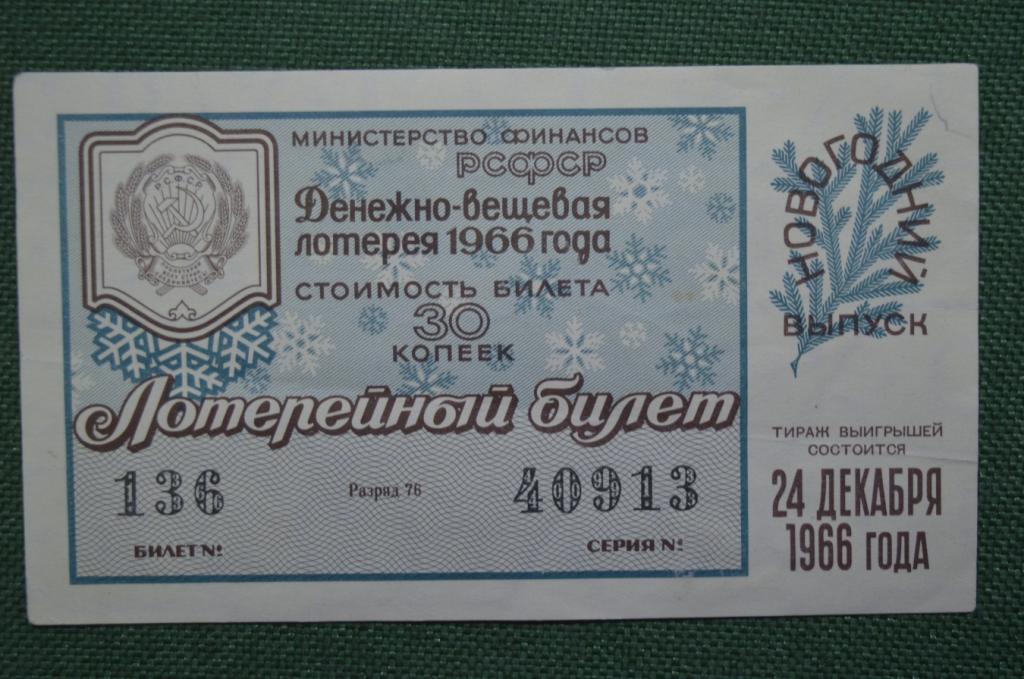 МИНИСТЕРСТВО ФИНАНСОВ
РСФСР
Денежно-вещевая
лотерея 1966 года
СТОИМОСТЬ БИЛЕТА
30
КОПЕЕК
РСФСР
Лотерейный билет
136
Разряд 76
40913
БИЛЕТ №
СЕРИЯ №
НОВОГОДНИЙ
ВЫПУСК
ТИРАЖ ВЫИГРЫШЕЙ
СОСТОИТСЯ
24 ДЕКАБРЯ
1966 ГОДА